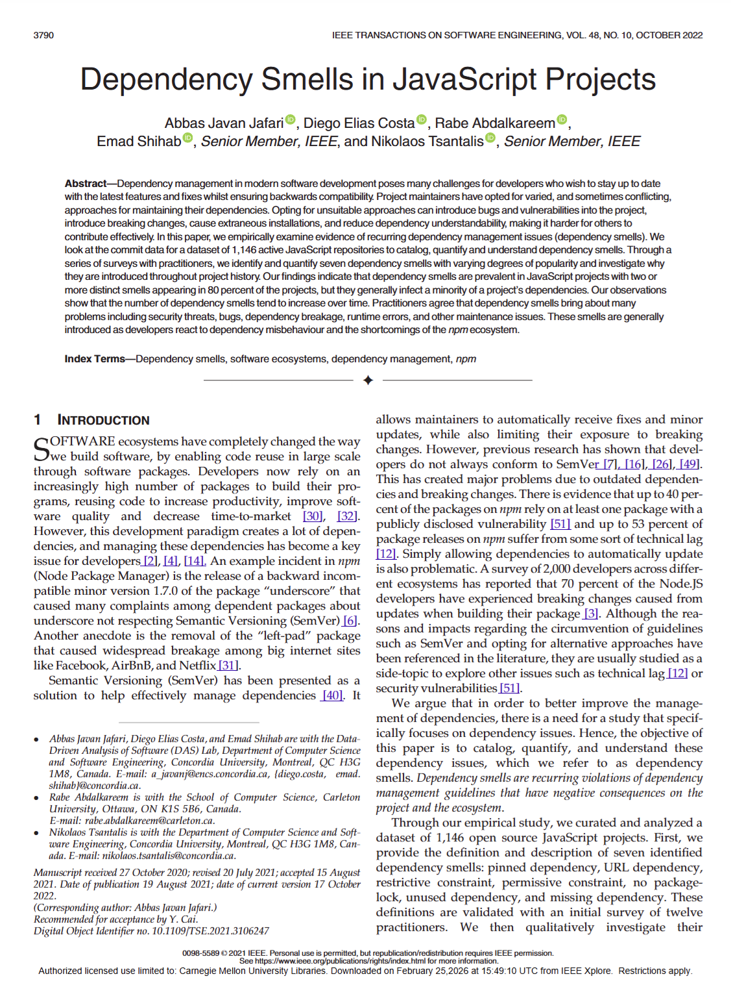 3790
IEEE TRANSACTIONS ON SOFTWARE ENGINEERING, VOL. 48, NO. 10, OCTOBER 2022
Dependency Smells in JavaScript Projects
Abbas Javan Jafari, Diego Elias Costa, Rabe Abdalkareem,
Emad Shihab, Senior Member, IEEE, and Nikolaos Tsantalis, Senior Member, IEEE
Abstract—Dependency management in modern software development poses many challenges for developers who wish to stay up to date
with the latest features and fixes whilst ensuring backwards compatibility. Project maintainers have opted for varied, and sometimes conflicting,
approaches for maintaining their dependencies. Opting for unsuitable approaches can introduce bugs and vulnerabilities into the project,
introduce breaking changes, cause extraneous installations, and reduce dependency understandability, making it harder for others to
contribute effectively. In this paper, we empirically examine evidence of recurring dependency management issues (dependency smells). We
look at the commit data for a dataset of 1,146 active JavaScript repositories to catalog, quantify and understand dependency smells. Through a
series of surveys with practitioners, we identify and quantify seven dependency smells with varying degrees of popularity and investigate why
they are introduced throughout project history. Our findings indicate that dependency smells are prevalent in JavaScript projects with two or
more distinct smells appearing in 80 percent of the projects, but they generally infect a minority of a project's dependencies. Our observations
show that the number of dependency smells tend to increase over time. Practitioners agree that dependency smells bring about many
problems including security threats, bugs, dependency breakage, runtime errors, and other maintenance issues. These smells are generally
introduced as developers react to dependency misbehaviour and the shortcomings of the npm ecosystem.
Index Terms—Dependency smells, software ecosystems, dependency management, npm
1 INTRODUCTION
SOFTWARE ecosystems have completely changed the way
we build software, by enabling code reuse in large scale
through software packages. Developers now rely on an
increasingly high number of packages to build their pro-
grams, reusing code to increase productivity, improve soft-
ware quality and decrease time-to-market [30], [32].
However, this development paradigm creates a lot of depen-
dencies, and managing these dependencies has become a key
issue for developers [2], [4], [14]. An example incident in npm
(Node Package Manager) is the release of a backward incom-
patible minor version 1.7.0 of the package “underscore” that
caused many complaints among dependent packages about
underscore not respecting Semantic Versioning (SemVer) [6].
Another anecdote is the removal of the “left-pad” package
that caused widespread breakage among big internet sites
like Facebook, AirBnB, and Netflix [31].
Semantic Versioning (SemVer) has been presented as a
solution to help effectively manage dependencies [40]. It
• Abbas Javan Jafari, Diego Elias Costa, and Emad Shihab are with the Data-
Driven Analysis of Software (DAS) Lab, Department of Computer Science
and Software Engineering, Concordia University, Montreal, QC H3G
1M8, Canada. E-mail: a_javanj@encs.concordia.ca, {diego.costa, emad.
shihab}@concordia.ca.
• Rabe Abdalkareem is with the School of Computer Science, Carleton
University, Ottawa, ON K1S 5B6, Canada.
E-mail: rabe.abdalkareem@carleton.ca.
• Nikolaos Tsantalis is with the Department of Computer Science and Soft-
ware Engineering, Concordia University, Montreal, QC H3G 1M8, Can-
ada. E-mail: nikolaos.tsantalis@concordia.ca.
Manuscript received 27 October 2020; revised 20 July 2021; accepted 15 August
2021. Date of publication 19 August 2021; date of current version 17 October
2022.
(Corresponding author: Abbas Javan Jafari.)
Recommended for acceptance by Y. Cai.
Digital Object Identifier no. 10.1109/TSE.2021.3106247
allows maintainers to automatically receive fixes and minor
updates, while also limiting their exposure to breaking
changes. However, previous research has shown that devel-
opers do not always conform to SemVer [7], [16], [26], [49].
This has created major problems due to outdated dependen-
cies and breaking changes. There is evidence that up to 40 per-
cent of the packages on npm rely on at least one package with a
publicly disclosed vulnerability [51] and up to 53 percent of
package releases on npm suffer from some sort of technical lag
[12]. Simply allowing dependencies to automatically update
is also problematic. A survey of 2,000 developers across differ-
ent ecosystems has reported that 70 percent of the Node.JS
developers have experienced breaking changes caused from
updates when building their package [3]. Although the rea-
sons and impacts regarding the circumvention of guidelines
such as SemVer and opting for alternative approaches have
been referenced in the literature, they are usually studied as a
side-topic to explore other issues such as technical lag [12] or
security vulnerabilities [51].
We argue that in order to better improve the manage-
ment of dependencies, there is a need for a study that specif-
ically focuses on dependency issues. Hence, the objective of
this paper is to catalog, quantify, and understand these
dependency issues, which we refer to as dependency
smells. Dependency smells are recurring violations of dependency
management guidelines that have negative consequences on the
project and the ecosystem.
Through our empirical study, we curated and analyzed a
dataset of 1,146 open source JavaScript projects. First, we
provide the definition and description of seven identified
dependency smells: pinned dependency, URL dependency,
restrictive constraint, permissive constraint, no package-
lock, unused dependency, and missing dependency. These
definitions are validated with an initial survey of twelve
practitioners. We then qualitatively investigate their
0098-5589 © 2021 IEEE. Personal use is permitted, but republication/redistribution requires IEEE permission.
See https://www.ieee.org/publications/rights/index.html for more information.
Authorized licensed use limited to: Carnegie Mellon University Libraries. Downloaded on February 25,2026 at 15:49:10 UTC from IEEE Xplore. Restrictions apply.